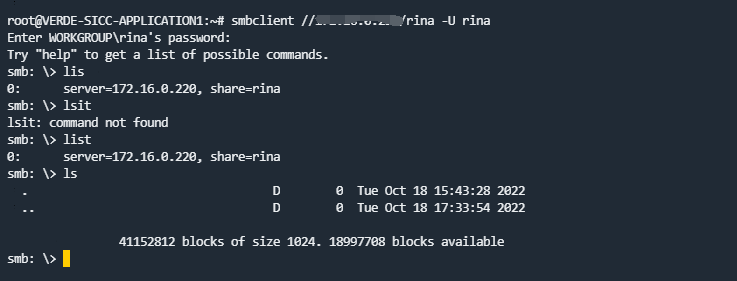 root@VERDE-SICC-APPLICATION1:~# smbclient // /rina -U rina
Enter WORKGROUP\rina's password:
Try "help" to get a list of possible commands.
smb: \> lis
0:      server=172.16.0.220, share=rina
smb: \> lsit
lsit: command not found
smb: \> list
0:      server=172.16.0.220, share=rina
smb: \> ls
  .                                   D        0  Tue Oct 18 15:43:28 2022
  ..                                  D        0  Tue Oct 18 17:33:54 2022
                41152812 blocks of size 1024. 18997708 blocks available
smb: \>